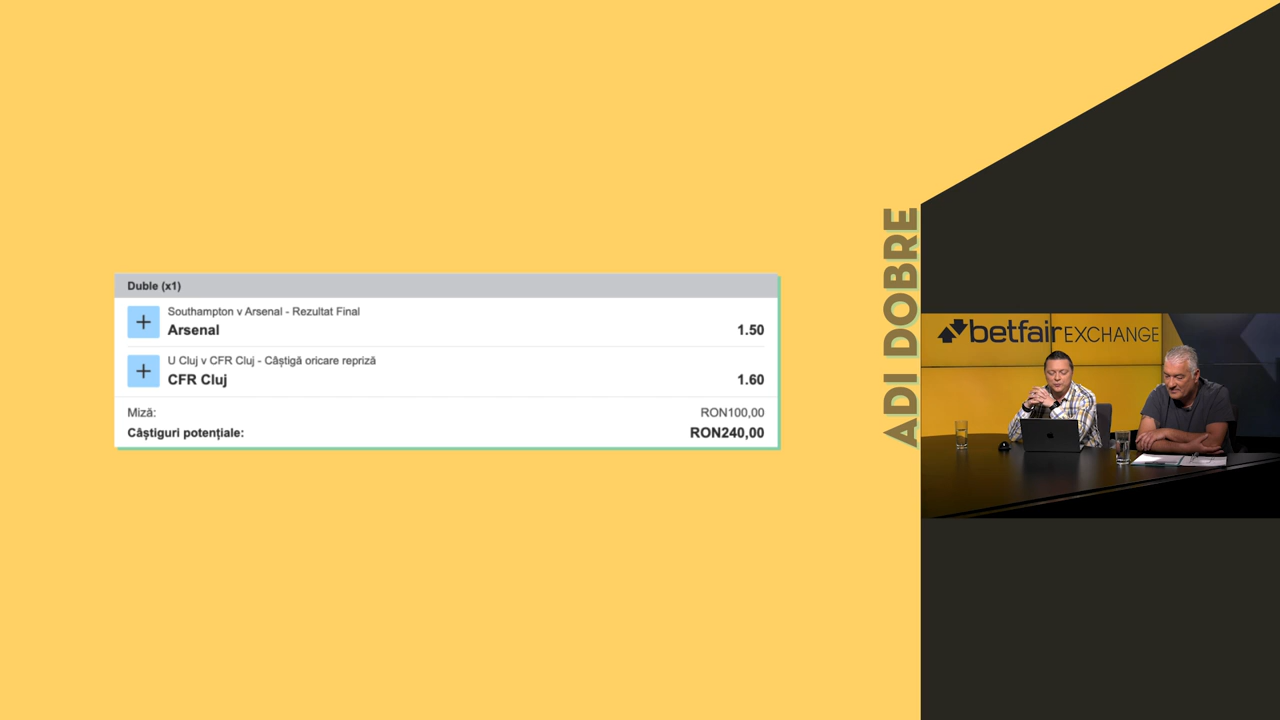 Duble (x1)
Southampton v Arsenal - Rezultat Final
Arsenal 1.50
U Cluj v CFR Cluj - Câștigă oricare repriză
CFR Cluj 1.60
Miză: RON100,00
Câștiguri potențiale: RON240,00
ADI DOBRE
betfair EXCHANGE